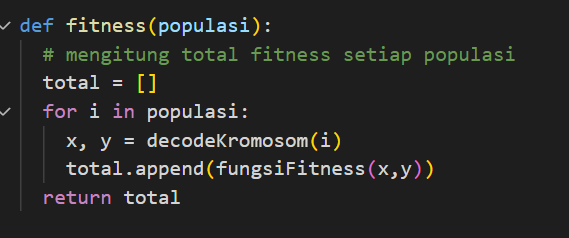 def fitness(populasi):
  # mengitung total fitness setiap populasi
  total = []
  for i in populasi:
    x, y = decodeKromosom(i)
    total.append(fungsiFitness(x,y))
  return total